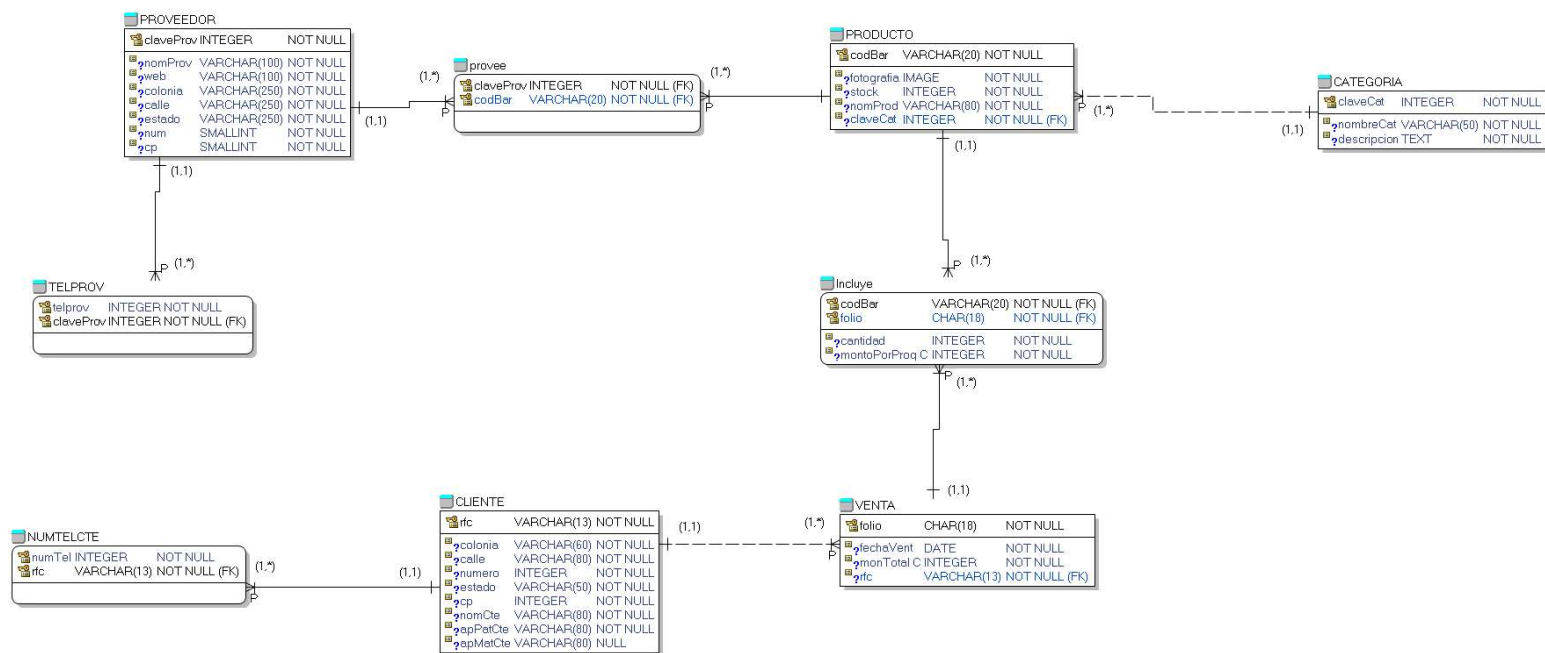 PROVEEDOR
claveProv INTEGER NOT NULL
nomProv VARCHAR(100) NOT NULL
web VARCHAR(100) NOT NULL
colonia VARCHAR(250) NOT NULL
calle VARCHAR(250) NOT NULL
estado VARCHAR(250) NOT NULL
num SMALLINT NOT NULL
cp SMALLINT NOT NULL
(1,1)
(1,1)
P (1,*)
(1,*)
P
provee
claveProv INTEGER NOT NULL (FK)
codBar VARCHAR(20) NOT NULL (FK)
(1,*)
P
PRODUCTO
codBar VARCHAR(20) NOT NULL
fotografia IMAGE NOT NULL
stock INTEGER NOT NULL
nomProd VARCHAR(80) NOT NULL
claveCat INTEGER NOT NULL (FK)
(1,1)
P (1,*)
P (1,*)
(1,1)
CATEGORIA
claveCat INTEGER NOT NULL
nombreCat VARCHAR(50) NOT NULL
descripcion TEXT NOT NULL
TELPROV
telprov INTEGER NOT NULL
claveProv INTEGER NOT NULL (FK)
Incluye
codBar VARCHAR(20) NOT NULL (FK)
folio CHAR(18) NOT NULL (FK)
cantidad INTEGER NOT NULL
montoPorProq C INTEGER NOT NULL
P (1,*)
(1,1)
NUMTELCTE
numTel INTEGER NOT NULL
rfc VARCHAR(13) NOT NULL (FK)
(1,*)
P
(1,1)
CLIENTE
rfc VARCHAR(13) NOT NULL
colonia VARCHAR(60) NOT NULL
calle VARCHAR(80) NOT NULL
numero INTEGER NOT NULL
estado VARCHAR(50) NOT NULL
cp INTEGER NOT NULL
nomCte VARCHAR(80) NOT NULL
apPatCte VARCHAR(80) NOT NULL
apMatCte VARCHAR(80) NULL
(1,1)
(1,*)
P
VENTA
folio CHAR(18) NOT NULL
fechaVent DATE NOT NULL
monTotal C INTEGER NOT NULL
rfc VARCHAR(13) NOT NULL (FK)